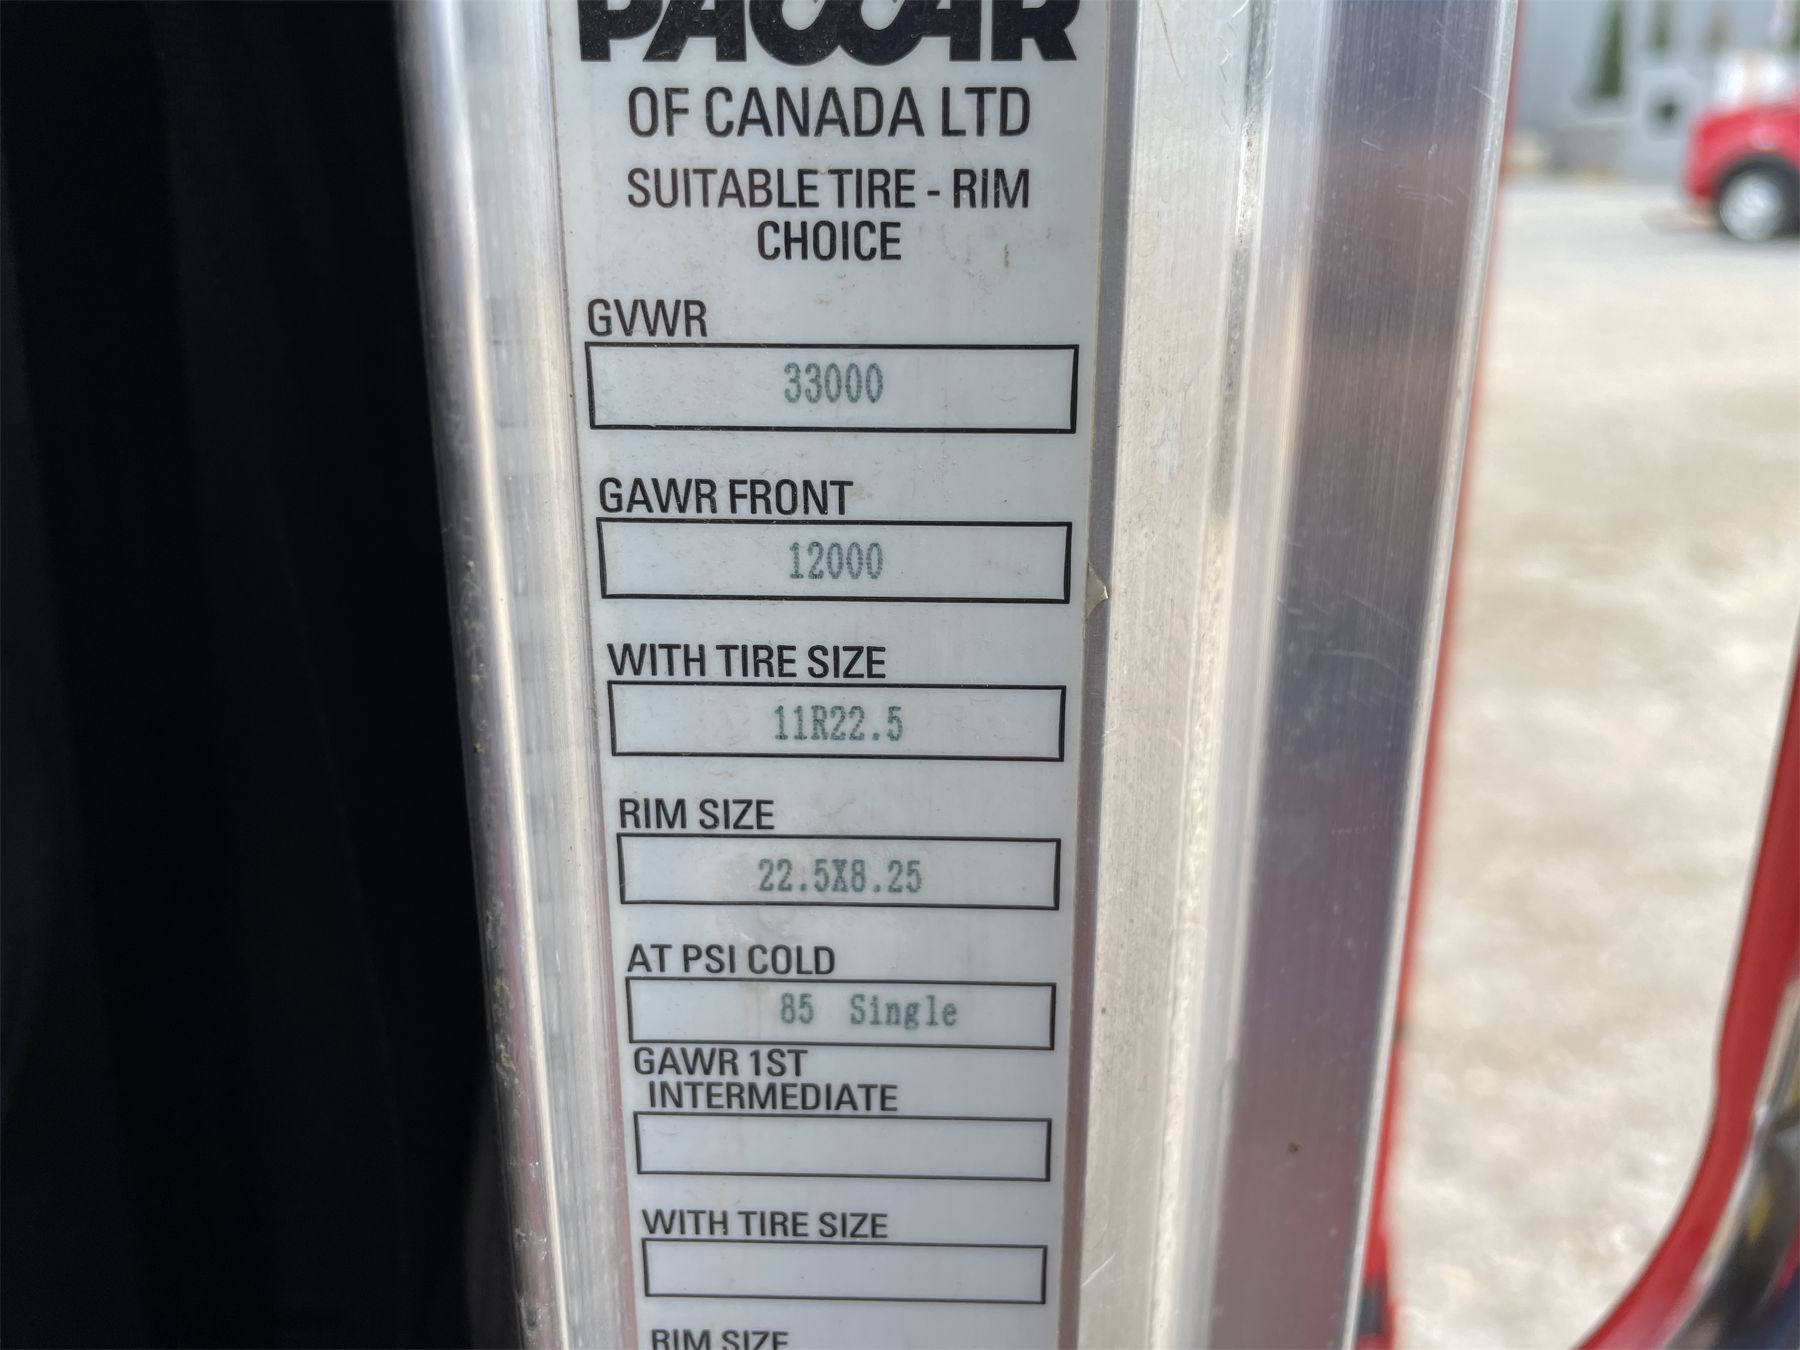 PACCAR
OF CANADA LTD
SUITABLE TIRE - RIM
CHOICE
GVWR
33000
GAWR FRONT
12000
WITH TIRE SIZE
11R22.5
RIM SIZE
22.5X8.25
AT PSI COLD
85 Single
GAWR 1ST
INTERMEDIATE
WITH TIRE SIZE
RIM SIZE